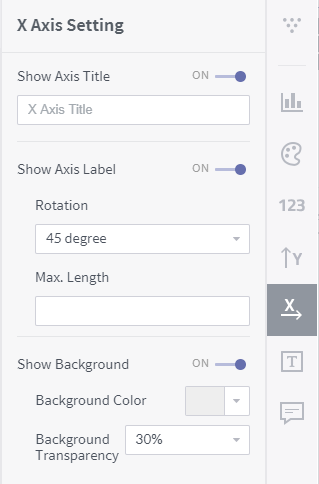 X Axis Setting
Show Axis Title ON
X Axis Title
Show Axis Label ON
Rotation
45 degree
Max. Length
Show Background ON
Background Color
Background
Transparency
30%
123
Y
X
T